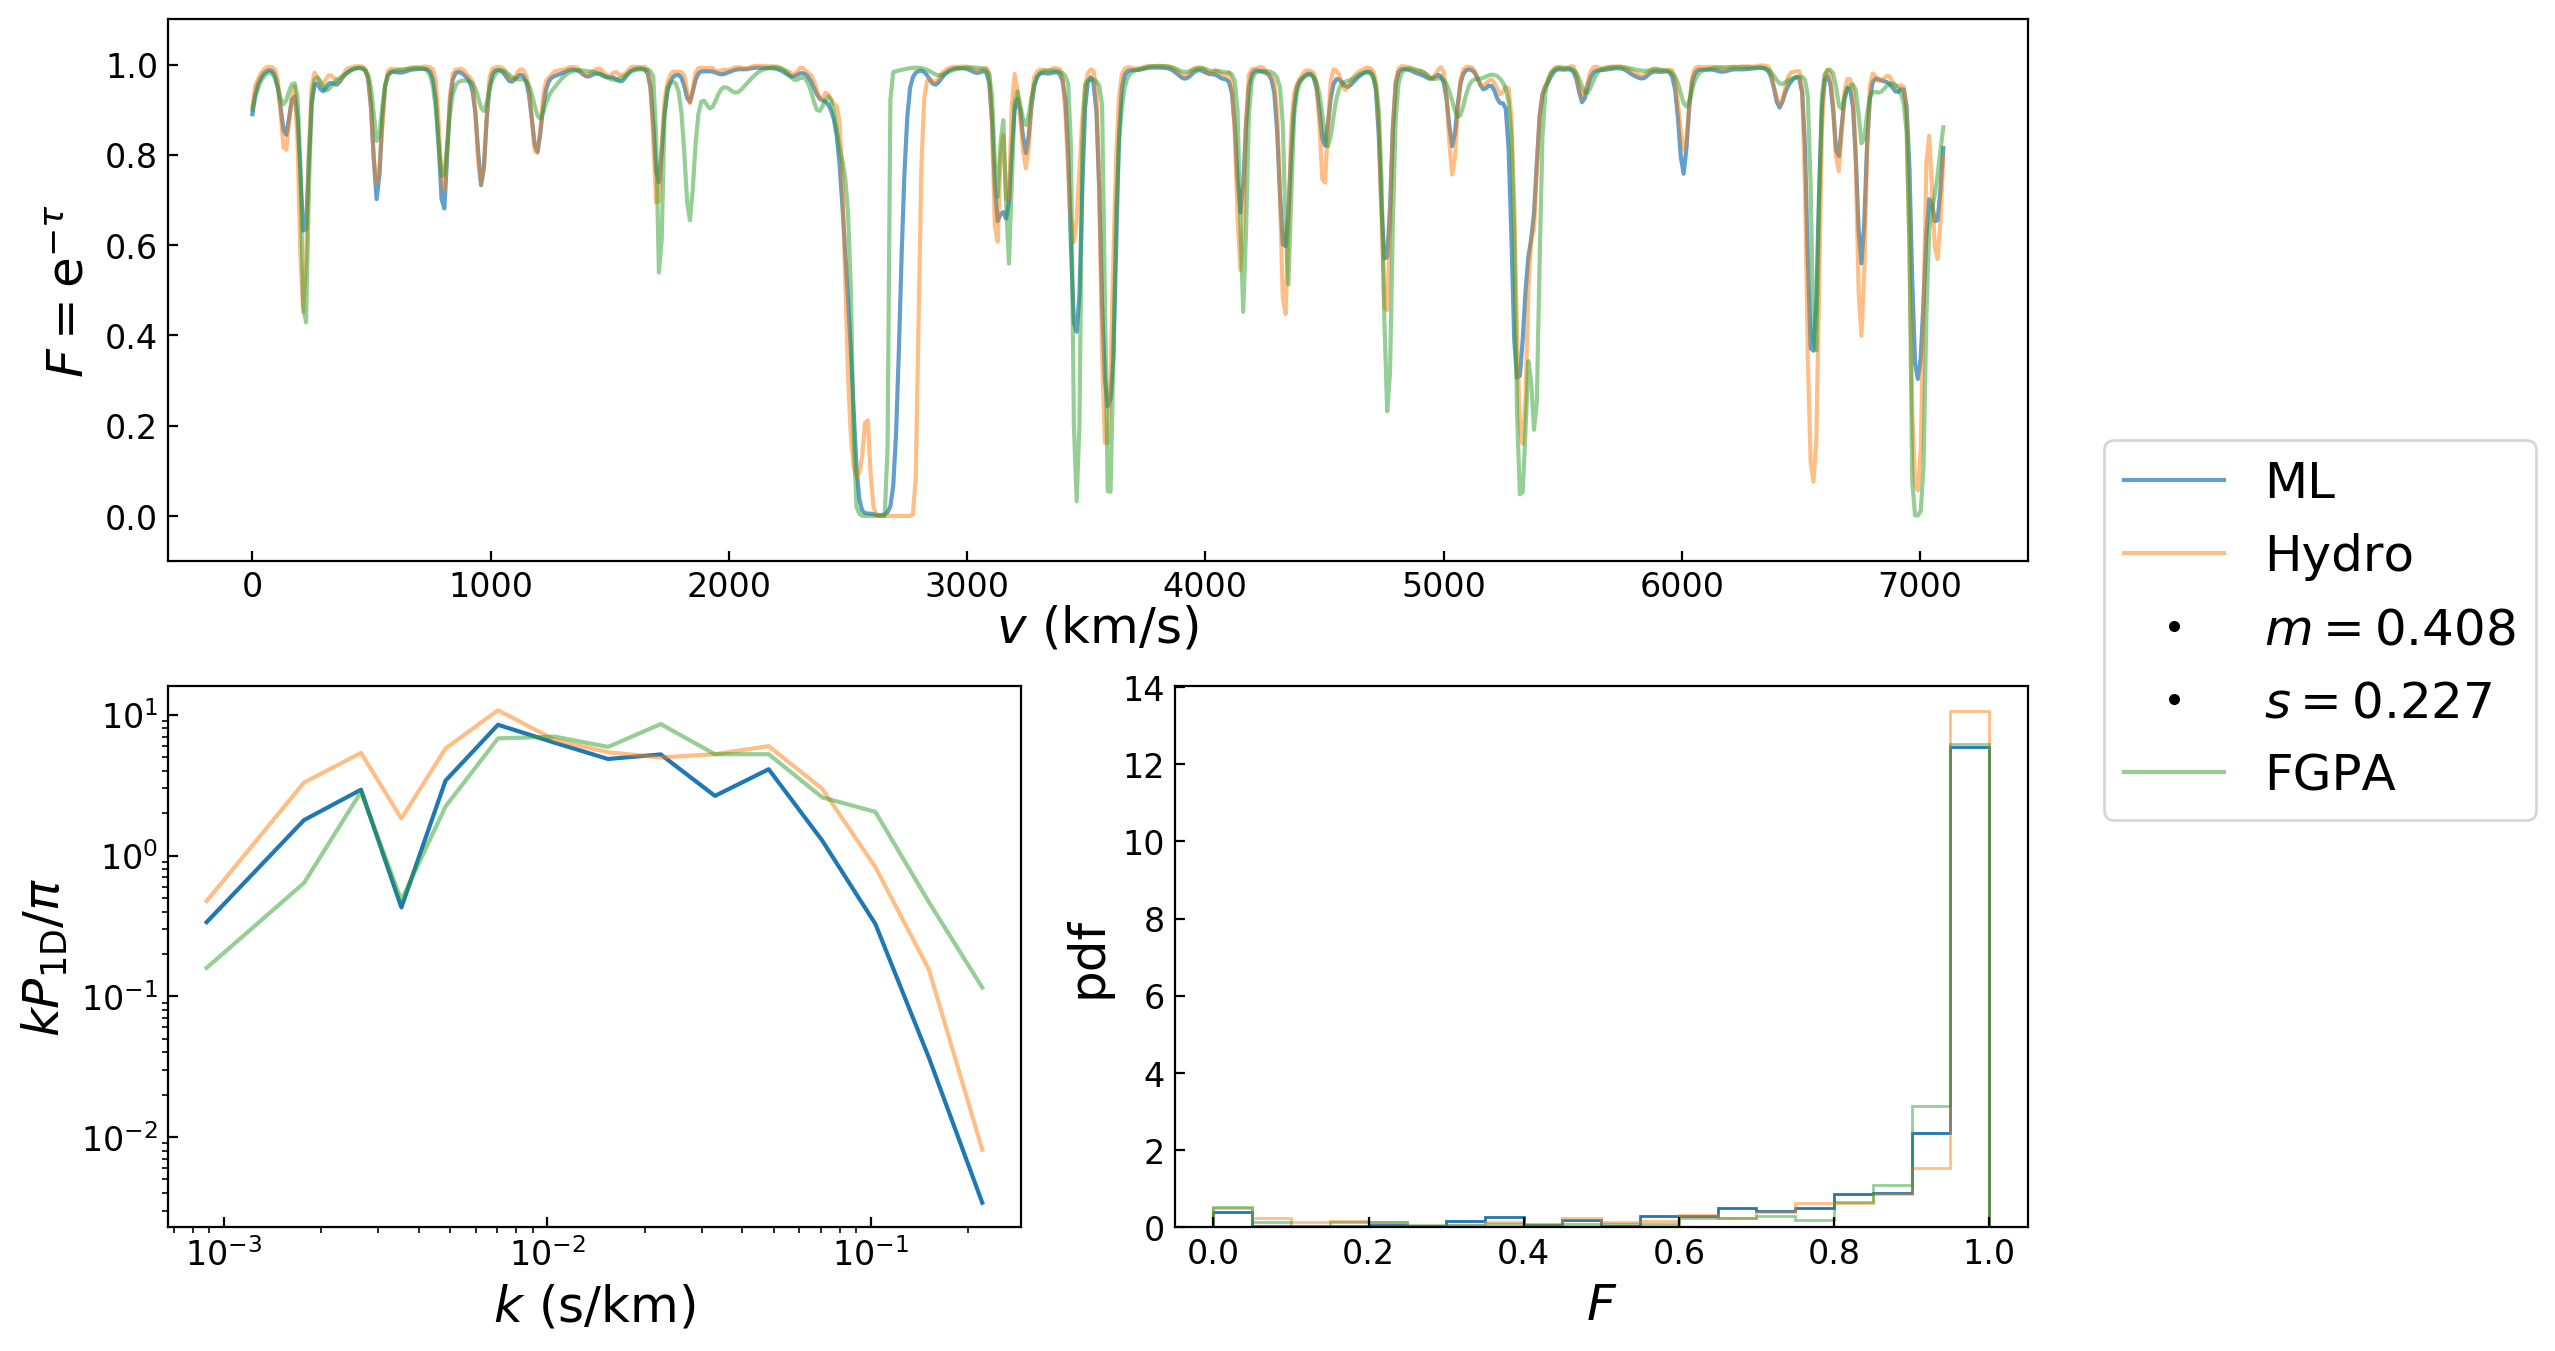 F = e^{−τ}
1.0
0.8
0.6
0.4
0.2
0.0
0 1000 2000 3000 4000 5000 6000 7000
v (km/s)
ML
Hydro
m = 0.408
s = 0.227
FGPA
kP_{1D}/π
10^1
10^0
10^{−1}
10^{−2}
10^{−3} 10^{−2} 10^{−1}
k (s/km)
pdf
14
12
10
8
6
4
2
0
0.0 0.2 0.4 0.6 0.8 1.0
F